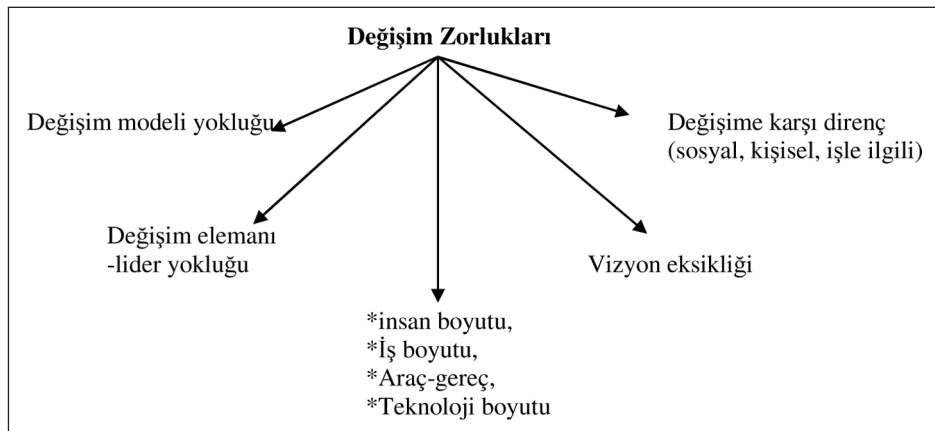 Değişim Zorlukları
Değişim modeli yokluğu
Değişime karşı direnç
(sosyal, kişisel, işle ilgili)
Değişim elemanı
-lider yokluğu
Vizyon eksikliği
*insan boyutu,
*İş boyutu,
*Araç-gereç,
*Teknoloji boyutu